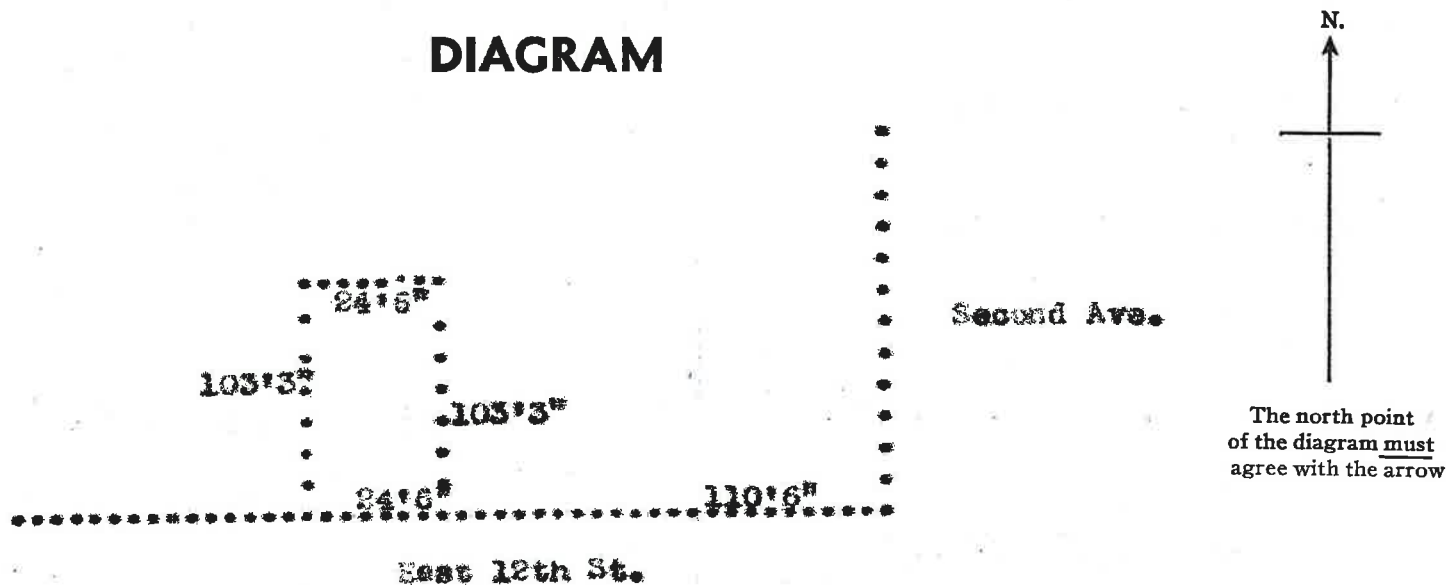 DIAGRAM
N.
24'6"
Second Ave.
103'3"
103'3"
The north point
of the diagram must
agree with the arrow
24'6"
110'6"
East 12th St.